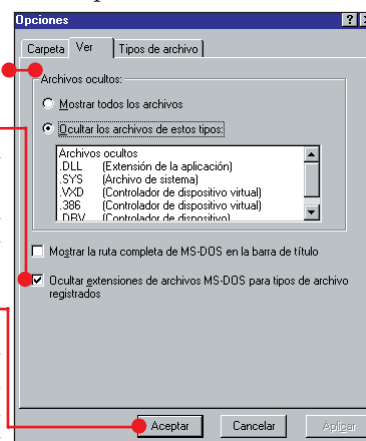 Opciones
Carpeta Ver Tipos de archivo
Archivos ocultos:
Mostrar todos los archivos
Ocultar los archivos de estos tipos:
Archivos ocultos
.DLL (Extensión de la aplicación)
.SYS (Archivo de sistema)
.VXD (Controlador de dispositivo virtual)
.386 (Controlador de dispositivo virtual)
.DRV (Controlador de dispositivo)
Mostrar la ruta completa de MS-DOS en la barra de título
Ocultar extensiones de archivos MS-DOS para tipos de archivo
registrados
Aceptar Cancelar Aplicar